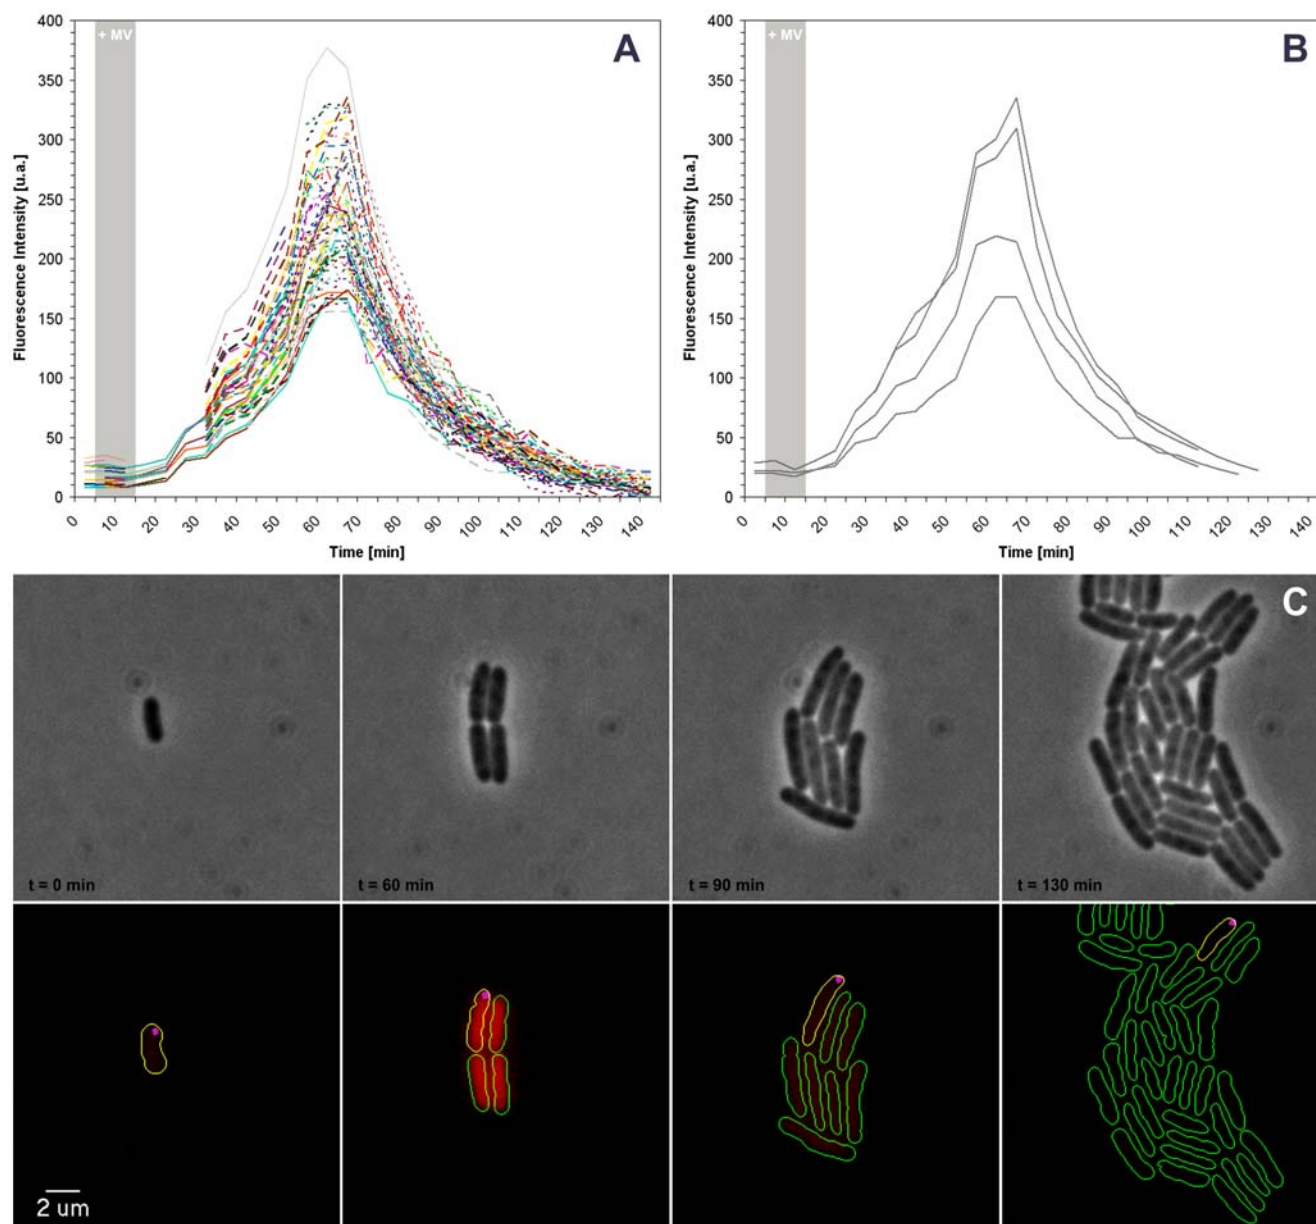 A
+ MV
400
350
300
250
200
150
100
50
0
Fluorescence Intensity [u.a.]
0 10 20 30 40 50 60 70 80 90 100 110 120 130 140
Time [min]
B
+ MV
400
350
300
250
200
150
100
50
0
Fluorescence Intensity [u.a.]
0 10 20 30 40 50 60 70 80 90 100 110 120 130 140
Time [min]
C
t = 0 min
t = 60 min
t = 90 min
t = 130 min
2 um